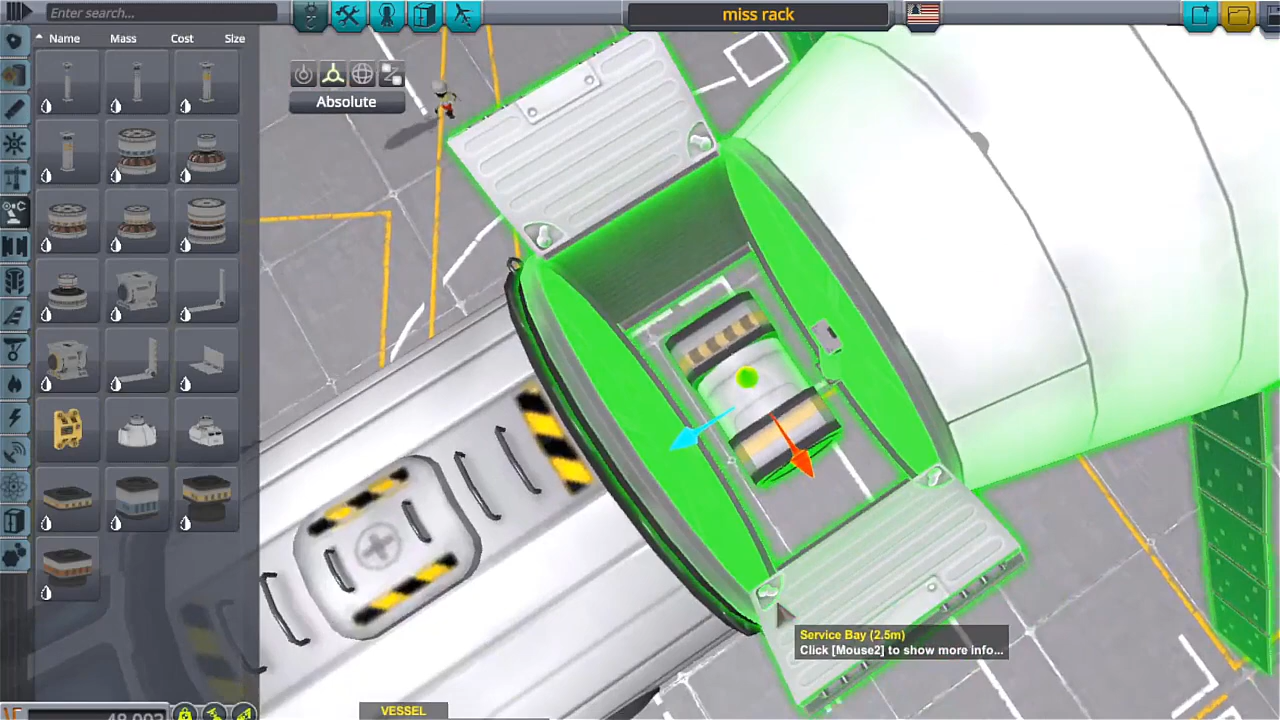 Enter search...
miss rack
Name Mass Cost Size
Absolute
Service Bay (2.5m)
Click [Mouse2] to show more info...
VESSEL